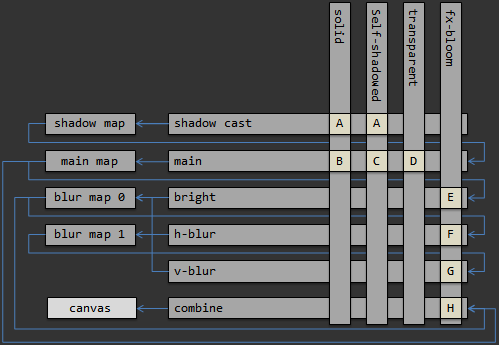 solid
Self-shadowed
transparent
fx-bloom
shadow map shadow cast A A
main map main B C D
blur map 0 bright E
blur map 1 h-blur F
v-blur G
canvas combine H